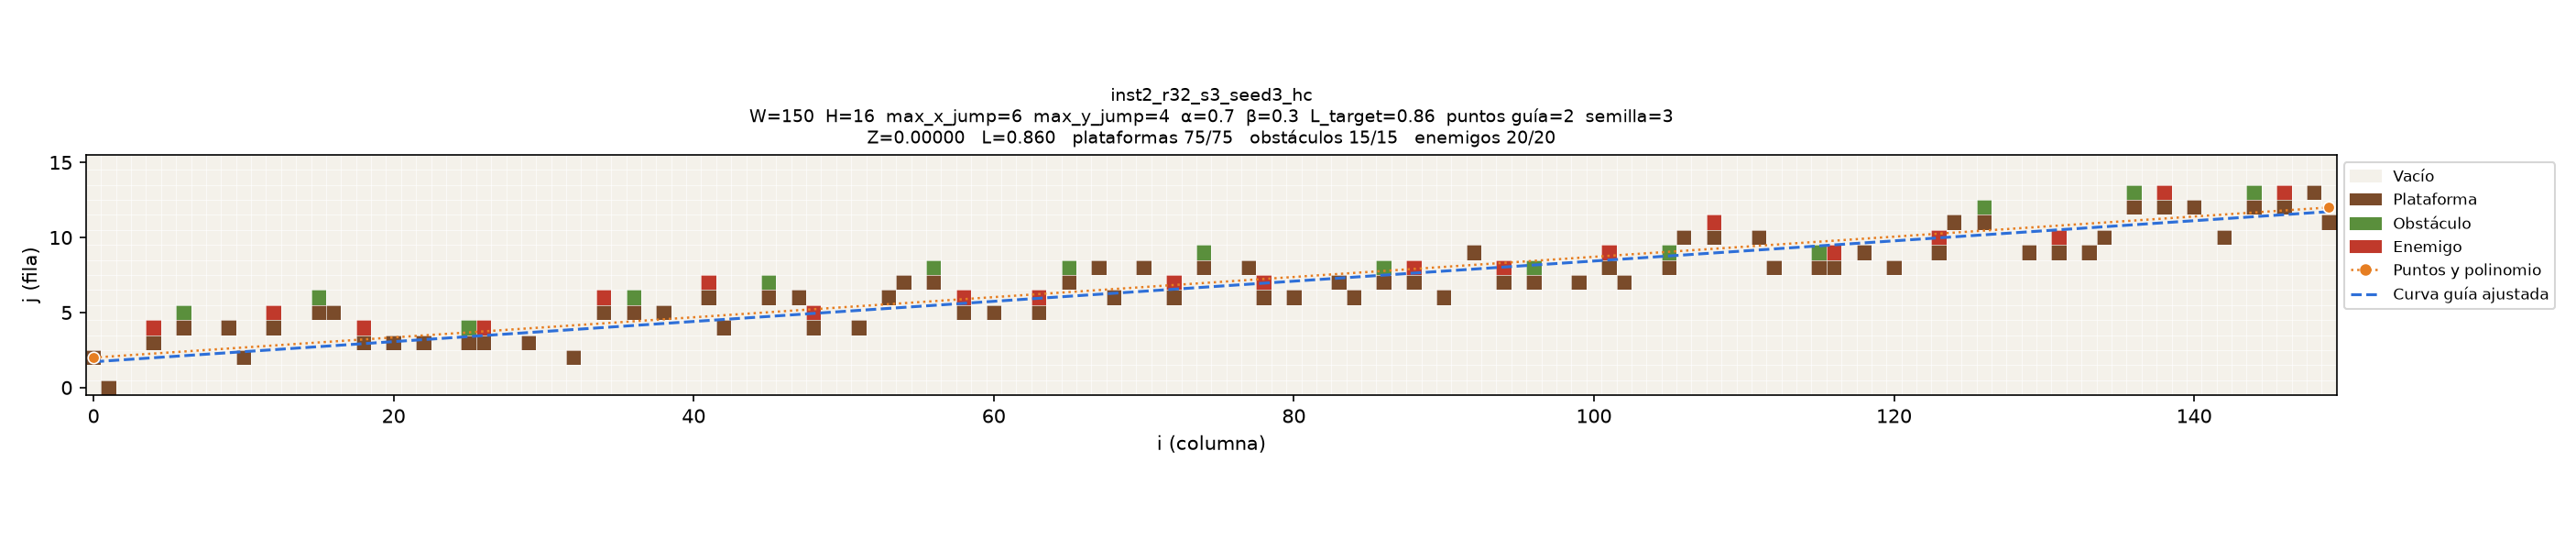 inst2_r32_s3_seed3_hc
W=150  H=16  max_x_jump=6  max_y_jump=4  α=0.7  β=0.3  L_target=0.86  puntos guía=2  semilla=3
Z=0.00000   L=0.860   plataformas 75/75   obstáculos 15/15   enemigos 20/20
15
10
5
0
j (fila)
0 20 40 60 80 100 120 140
i (columna)
Vacío
Plataforma
Obstáculo
Enemigo
Puntos y polinomio
Curva guía ajustada